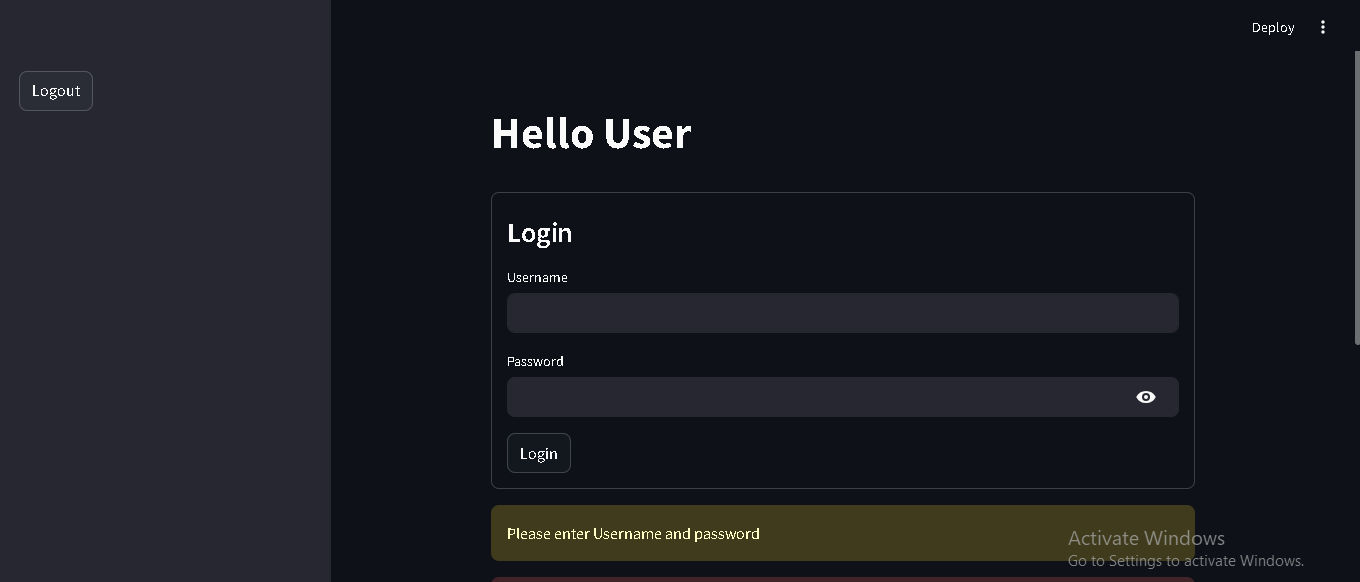 Deploy
Logout
Hello User
Login
Username
Password
Login
Please enter Username and password
Activate Windows
Go to Settings to activate Windows.